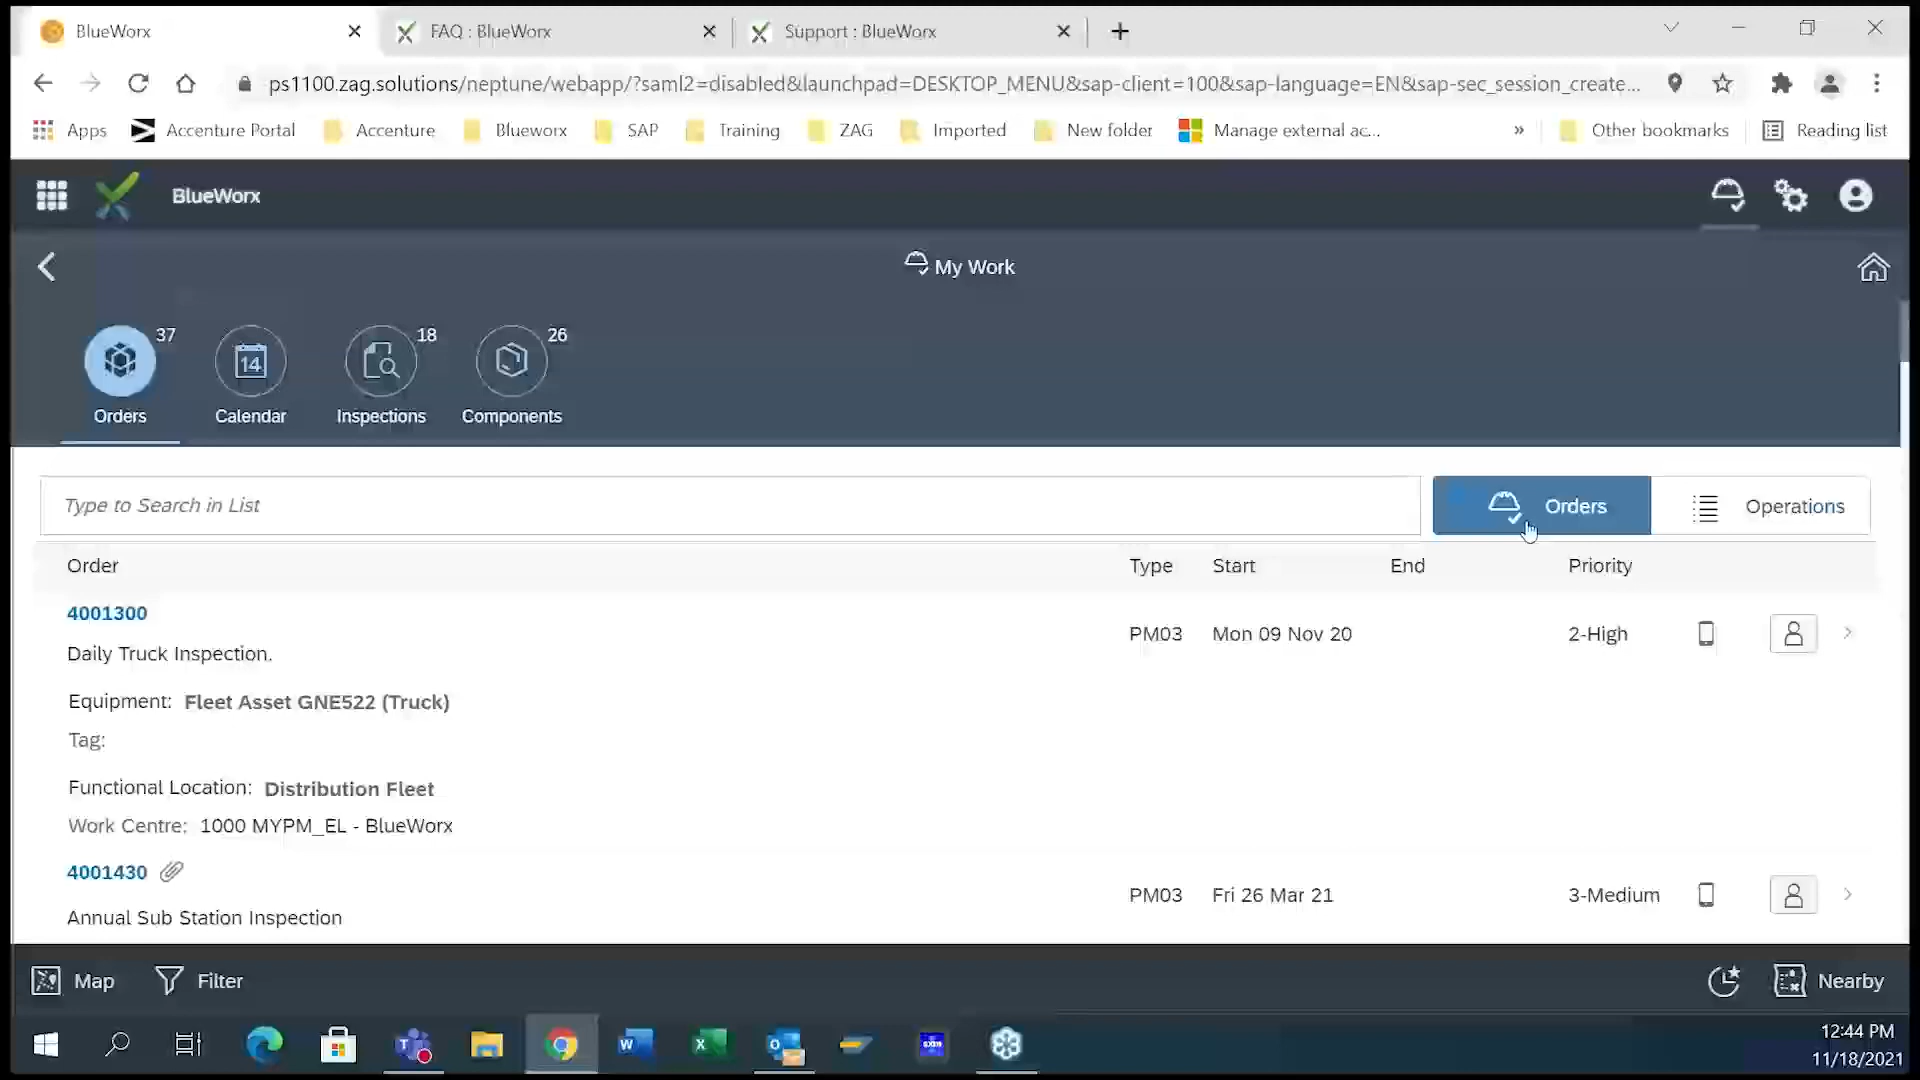 BlueWorx
FAQ : BlueWorx
Support : BlueWorx
ps1100.zag.solutions/neptune/webapp/?saml2=disabled&launchpad=DESKTOP_MENU&sap-client=100&sap-language=EN&sap-sec_session_create...
Apps
Accenture Portal
Accenture
Blueworx
SAP
Training
ZAG
Imported
New folder
Manage external ac...
»
Other bookmarks
Reading list
BlueWorx
My Work
37
18
26
14
Orders
Calendar
Inspections
Components
Type to Search in List
Orders
Operations
Order
Type
Start
End
Priority
4001300
Daily Truck Inspection.
PM03
Mon 09 Nov 20
2-High
Equipment: Fleet Asset GNE522 (Truck)
Tag:
Functional Location: Distribution Fleet
Work Centre: 1000 MYPM_EL - BlueWorx
4001430
Annual Sub Station Inspection
PM03
Fri 26 Mar 21
3-Medium
Map
Filter
Nearby
12:44 PM
11/18/2021